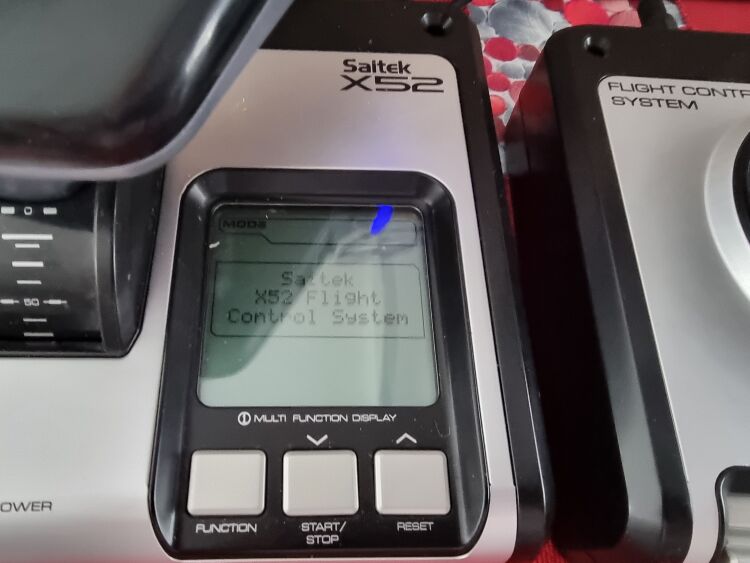 Saitek
X52
FLIGHT CONTR
SYSTEM
MODE
Saitek
X52 Flight
Control System
50
MULTI FUNCTION DISPLAY
FUNCTION
START/
STOP
RESET
OWER